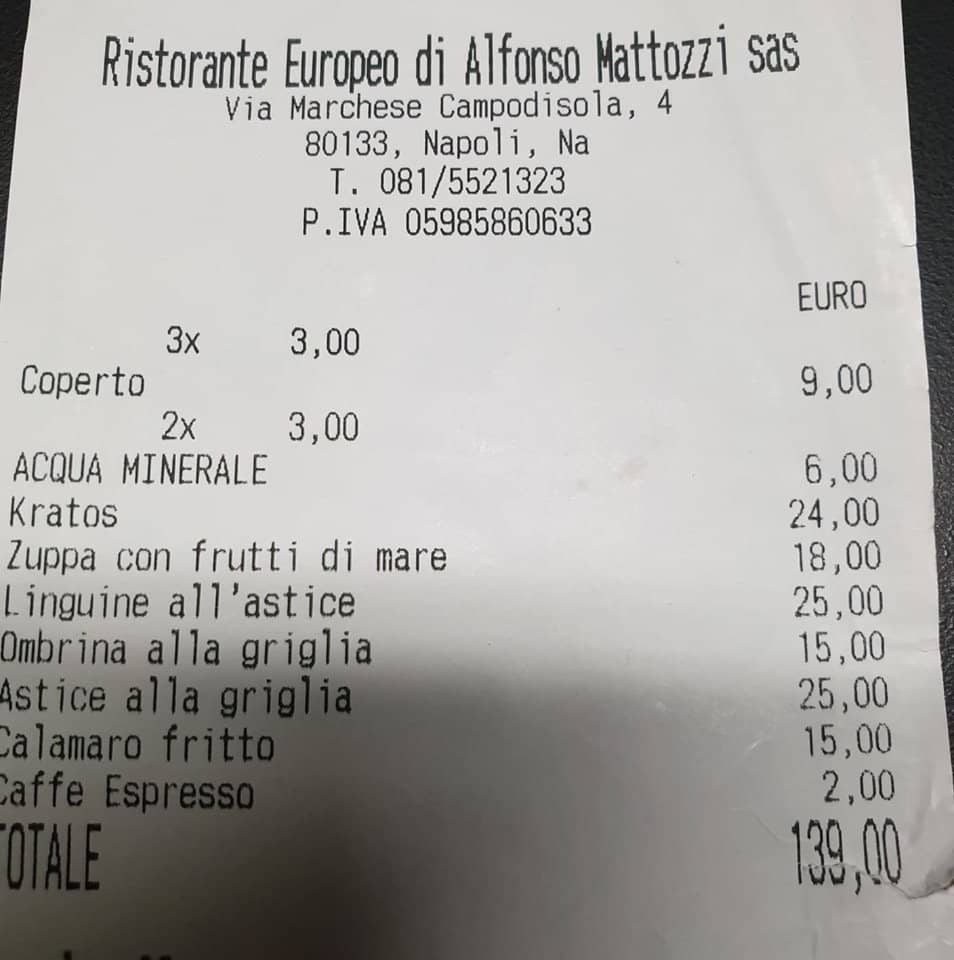 Ristorante Europeo di Alfonso Mattozzi sas
Via Marchese Campodisola, 4
80133, Napoli, Na
T. 081/5521323
P.IVA 05985860633
EURO
3x 3,00
Coperto 9,00
2x 3,00
ACQUA MINERALE 6,00
Kratos 24,00
Zuppa con frutti di mare 18,00
Linguine all'astice 25,00
Ombrina alla griglia 15,00
Astice alla griglia 25,00
Calamaro fritto 15,00
Caffe Espresso 2,00
TOTALE 139,00